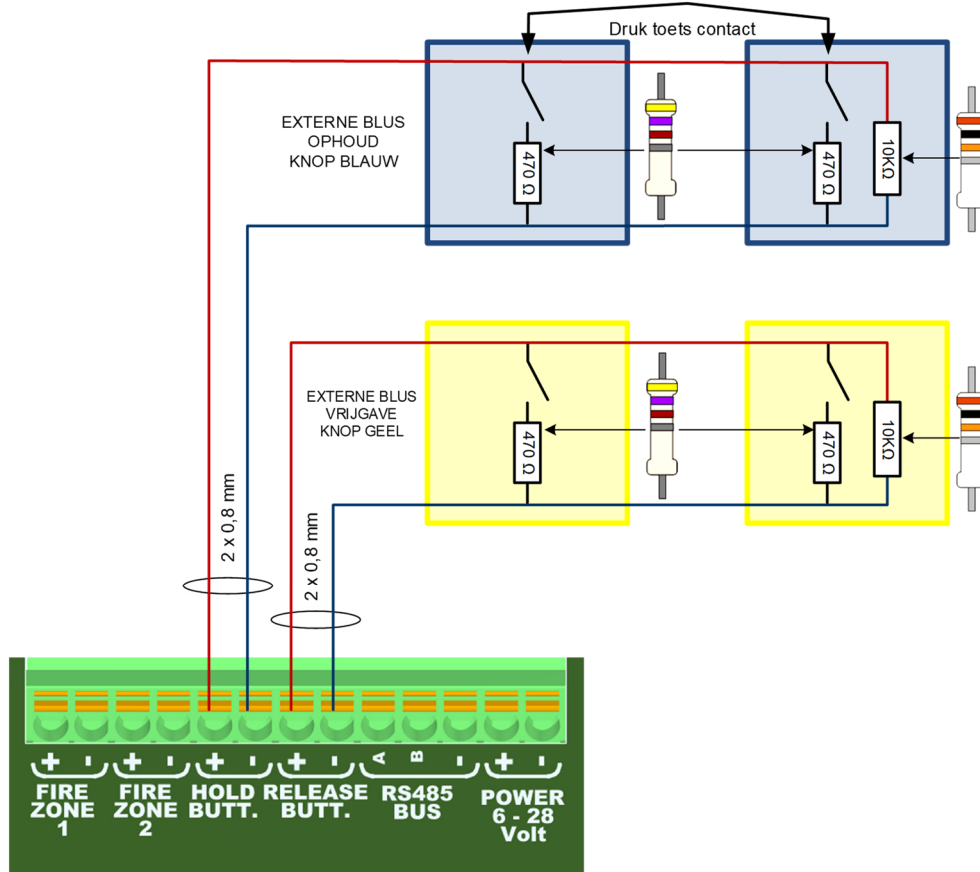 Druk toets contact
EXTERNE BLUS
OPHOUD
KNOP BLAUW
470 Ω
470 Ω
10KΩ
EXTERNE BLUS
VRIJGAVE
KNOP GEEL
470 Ω
470 Ω
10KΩ
2 x 0,8 mm
2 x 0,8 mm
+ - + - + - + - A B - + -
FIRE ZONE 1
FIRE ZONE 2
HOLD BUTT.
RELEASE BUTT.
RS485 BUS
POWER 6 - 28 Volt